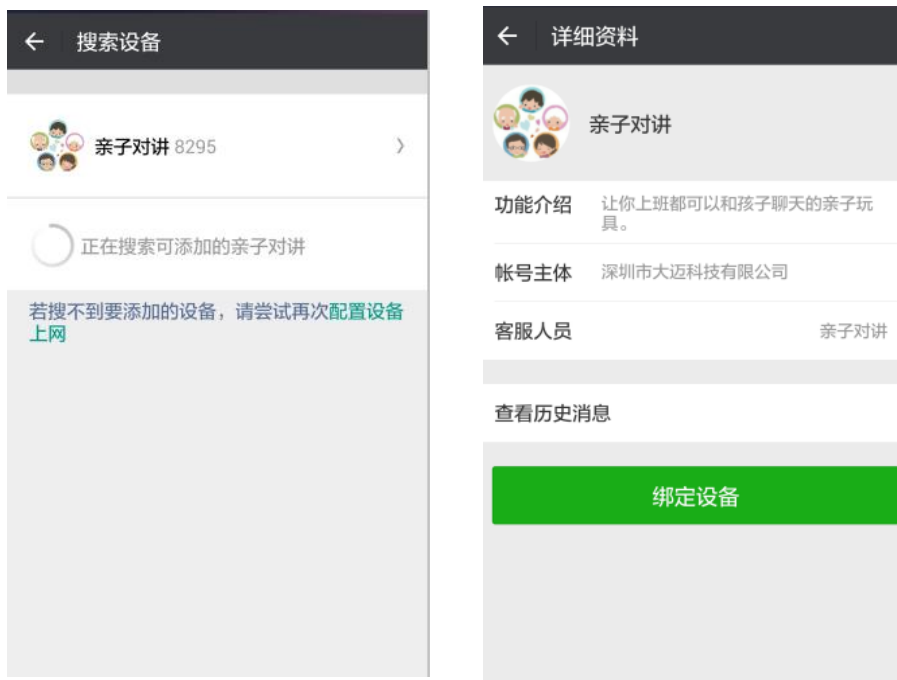 搜索设备
亲子对讲 8295
正在搜索可添加的亲子对讲
若搜不到要添加的设备，请尝试再次配置设备
上网
详细资料
亲子对讲
功能介绍 让你上班都可以和孩子聊天的亲子玩
具。
帐号主体 深圳市大迈科技有限公司
客服人员 亲子对讲
查看历史消息
绑定设备